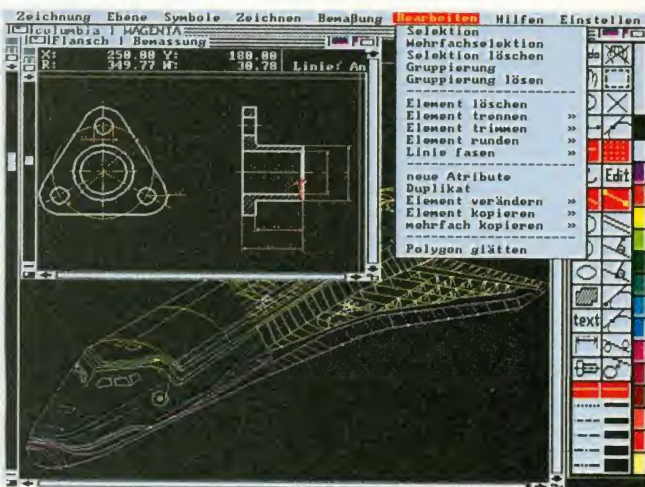 Zeichnung Ebene Symbole Zeichnen Bemaßung Bearbeiten Hilfen Einstellen
columbia | MAGENTA
Flansch | Bemassung
X: 250.00 Y: 180.00
R: 349.77 W: 30.78 Linie: An
Selektion
Mehrfachselektion
Selektion löschen
Gruppierung
Gruppierung lösen
Element löschen
Element trennen »
Element trimmen »
Element runden »
Linie fasen »
neue Atribute
Duplikat
Element verändern »
Element kopieren »
mehrfach kopieren »
Polygon glätten
Edit
text